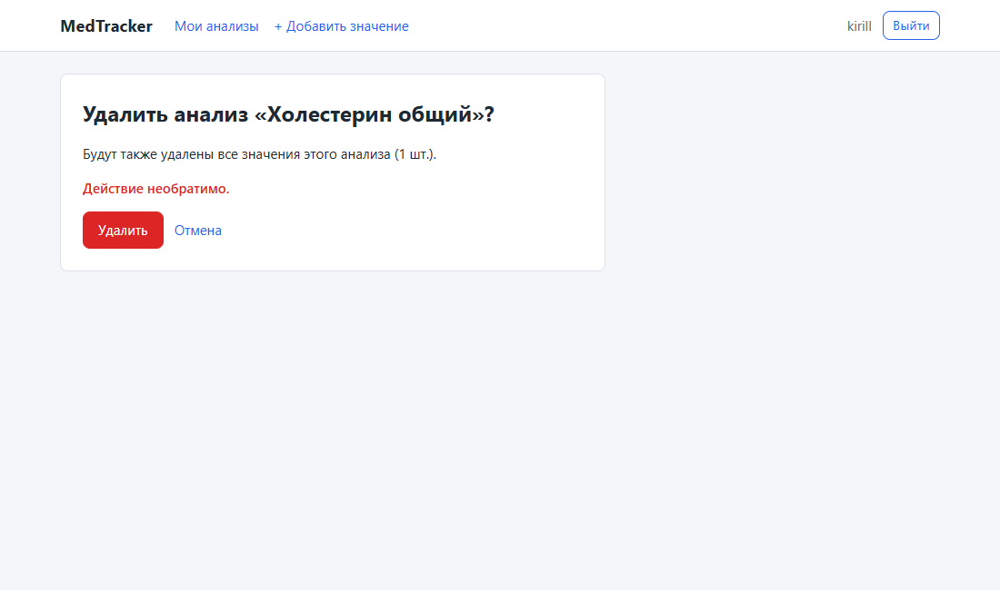 MedTracker Мои анализы + Добавить значение kirill Выйти
Удалить анализ «Холестерин общий»?
Будут также удалены все значения этого анализа (1 шт.).
Действие необратимо.
Удалить Отмена